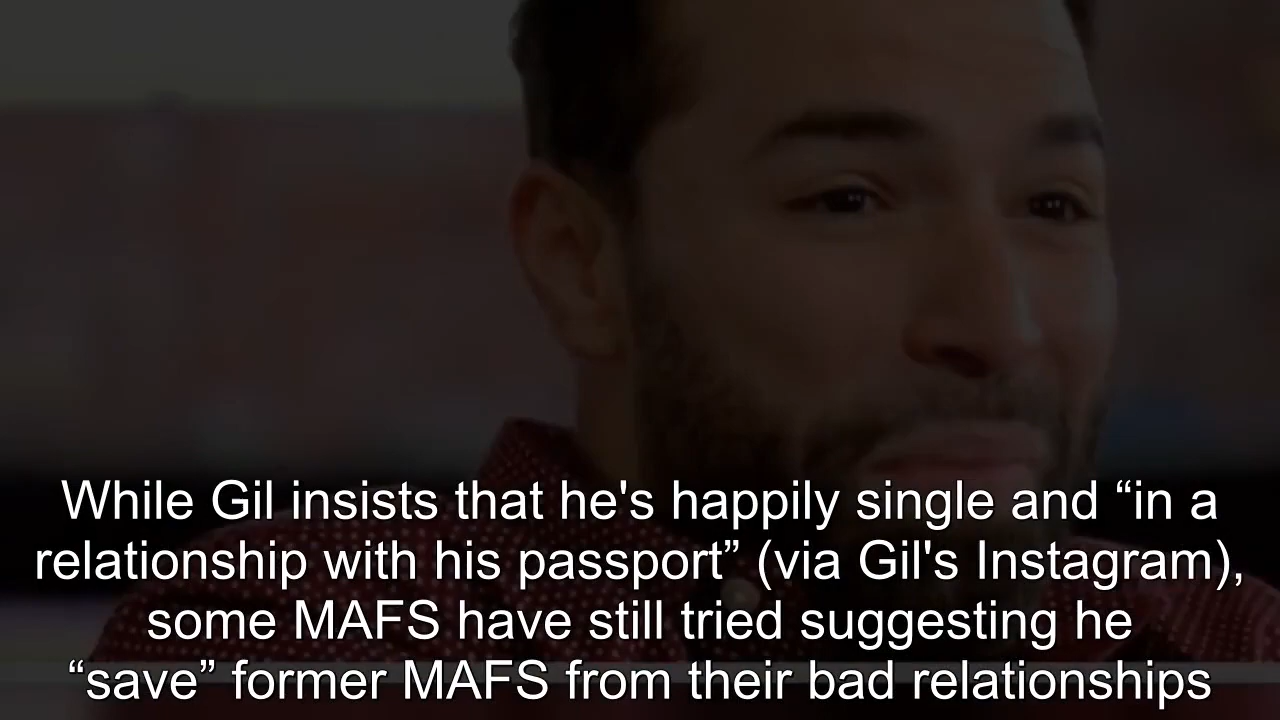 While Gil insists that he's happily single and “in a
relationship with his passport” (via Gil's Instagram),
some MAFS have still tried suggesting he
“save” former MAFS from their bad relationships